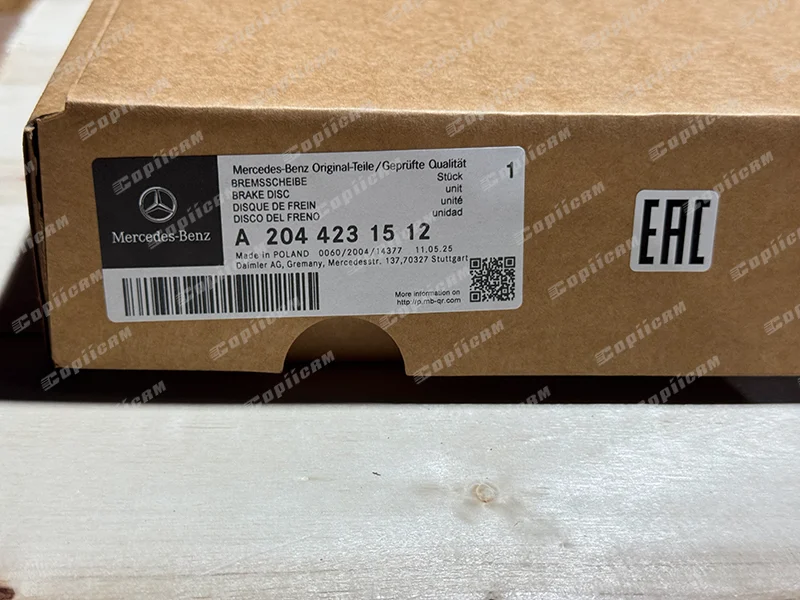 Mercedes-Benz
Mercedes-Benz Original-Teile/Geprüfte Qualität
BREMSSCHEIBE Stück 1
BRAKE DISC unit
DISQUE DE FREIN unité
DISCO DEL FRENO unidad
A 204 423 15 12
Made in POLAND 0060/2004/14377 11.05.25
Daimler AG, Gremany, Mercedesstr. 137,70327 Stuttgart
More information on
http://p.mb-qr.com
EAC
CopiicAM